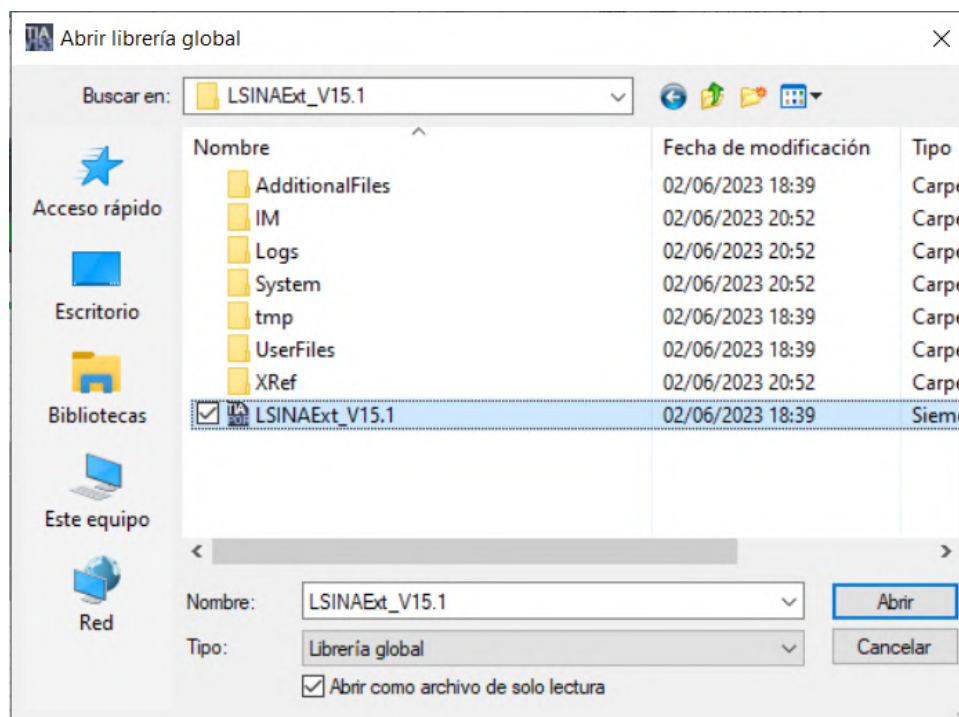 Abrir librería global
Buscar en: LSINAExt_V15.1
Nombre Fecha de modificación Tipo
AdditionalFiles 02/06/2023 18:39 Carpe
IM 02/06/2023 20:52 Carpe
Logs 02/06/2023 20:52 Carpe
System 02/06/2023 20:52 Carpe
tmp 02/06/2023 18:39 Carpe
UserFiles 02/06/2023 18:39 Carpe
XRef 02/06/2023 20:52 Carpe
LSINAExt_V15.1 02/06/2023 18:39 Sieme
Acceso rápido
Escritorio
Bibliotecas
Este equipo
Red
Nombre: LSINAExt_V15.1 Abrir
Tipo: Librería global Cancelar
Abrir como archivo de solo lectura